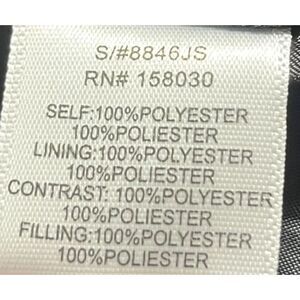 S/#8846JS
RN# 158030
SELF:100%POLYESTER
100%POLIESTER
LINING:100%POLYESTER
100%POLIESTER
CONTRAST: 100%POLYESTER
100%POLIESTER
FILLING:100%POLYESTER
100%POLIESTER